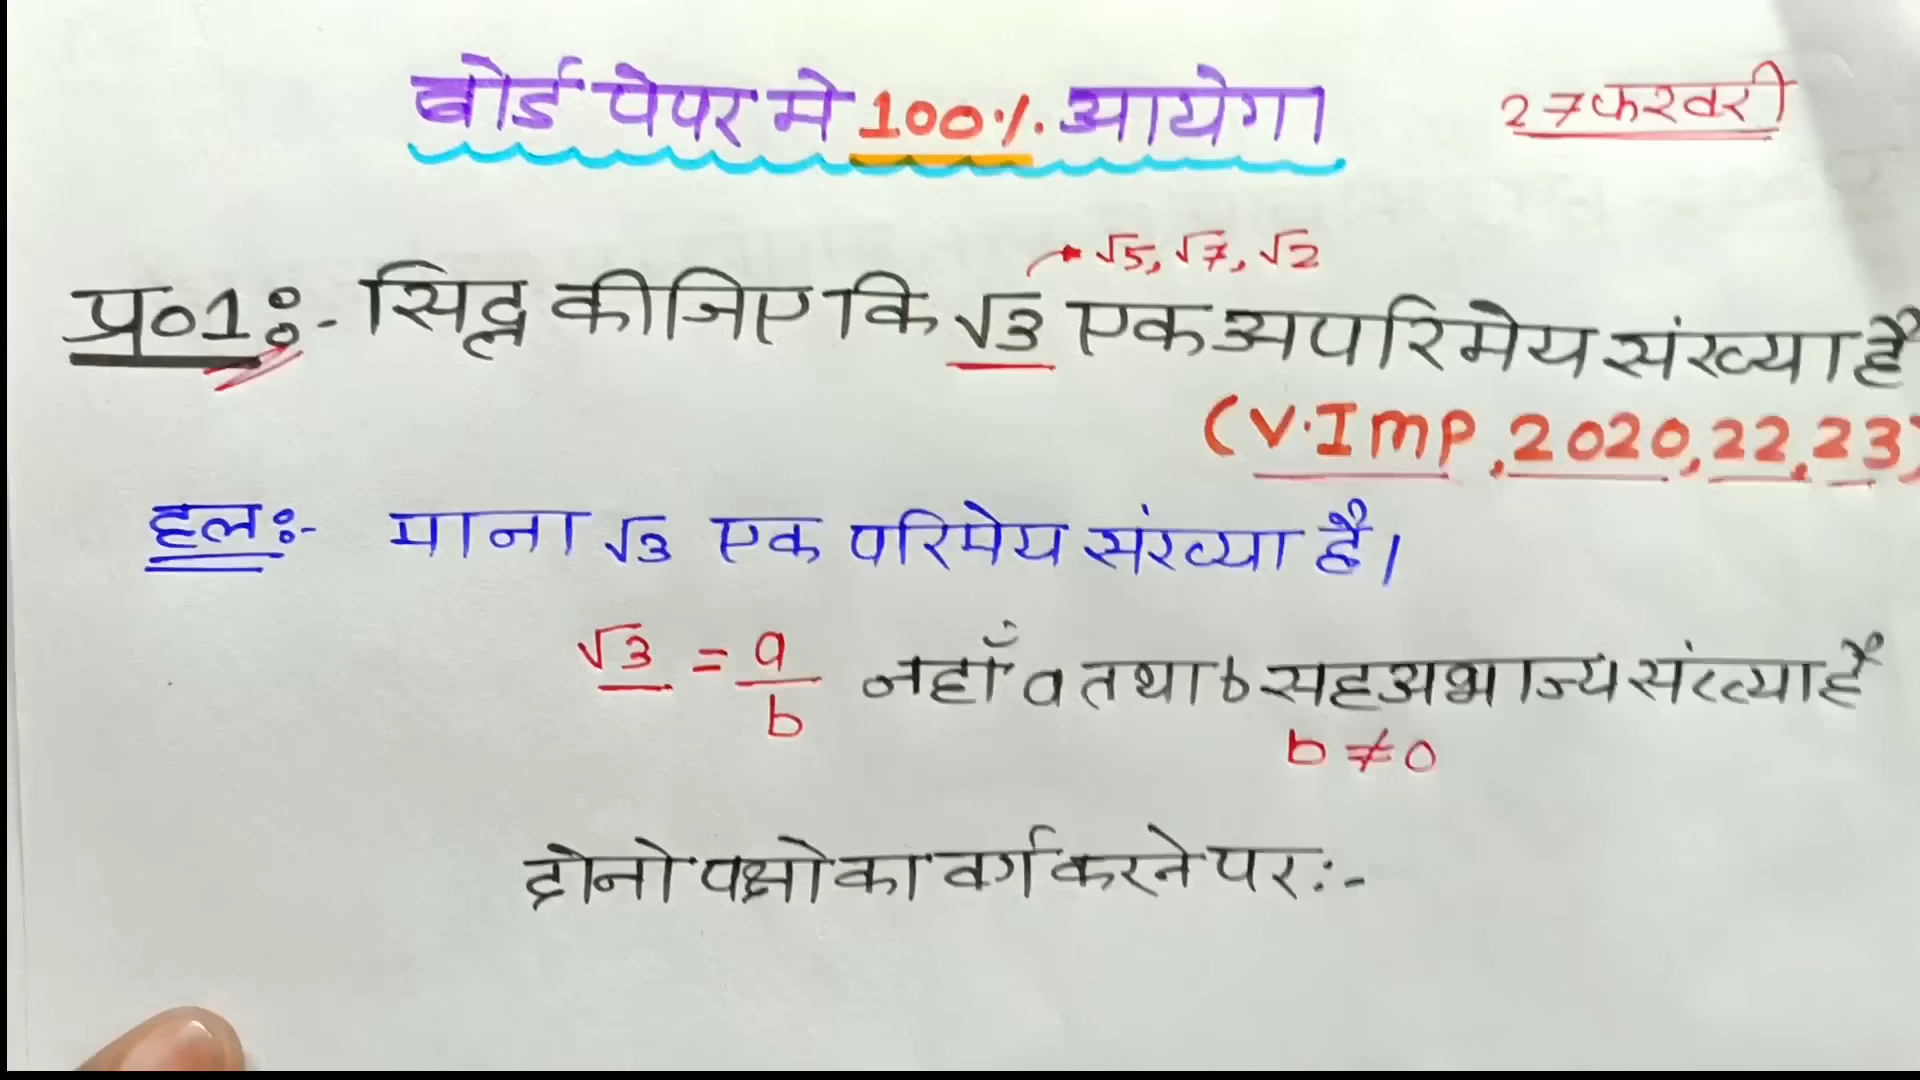 बोर्ड पेपर मे 100% आयेगा
27 फरवरी
√5, √7, √2
प्र०1ः- सिद्ध कीजिए कि √3 एक अपरिमेय संख्या है
(V.Imp, 2020, 22, 23)
हलः- माना √3 एक परिमेय संख्या है।
√3 = a/b जहाँ a तथा b सहअभाज्य संख्या है
b ≠ 0
दोनो पक्षो का वर्ग करने पर :-